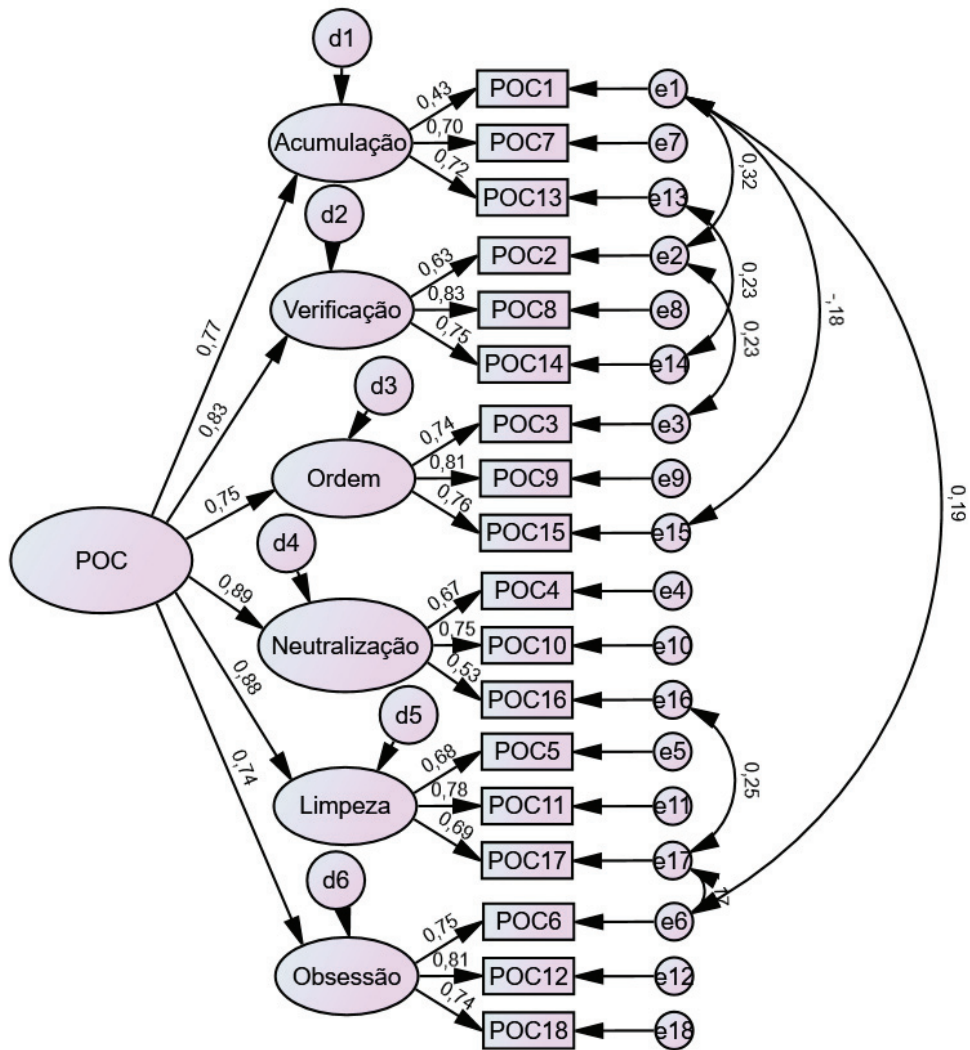 d1
Acumulação
0,43
POC1
e1
0,70
POC7
e7
0,72
POC13
e13
0,32
d2
Verificação
0,63
POC2
e2
0,83
POC8
e8
0,75
POC14
e14
0,23
0,23
-,18
0,77
0,83
d3
Ordem
0,74
POC3
e3
0,81
POC9
e9
0,76
POC15
e15
0,75
0,19
POC
d4
Neutralização
0,67
POC4
e4
0,75
POC10
e10
0,53
POC16
e16
0,89
0,88
0,74
d5
Limpeza
0,68
POC5
e5
0,78
POC11
e11
0,69
POC17
e17
0,25
d6
Obsessão
0,75
POC6
e6
0,81
POC12
e12
0,74
POC18
e18